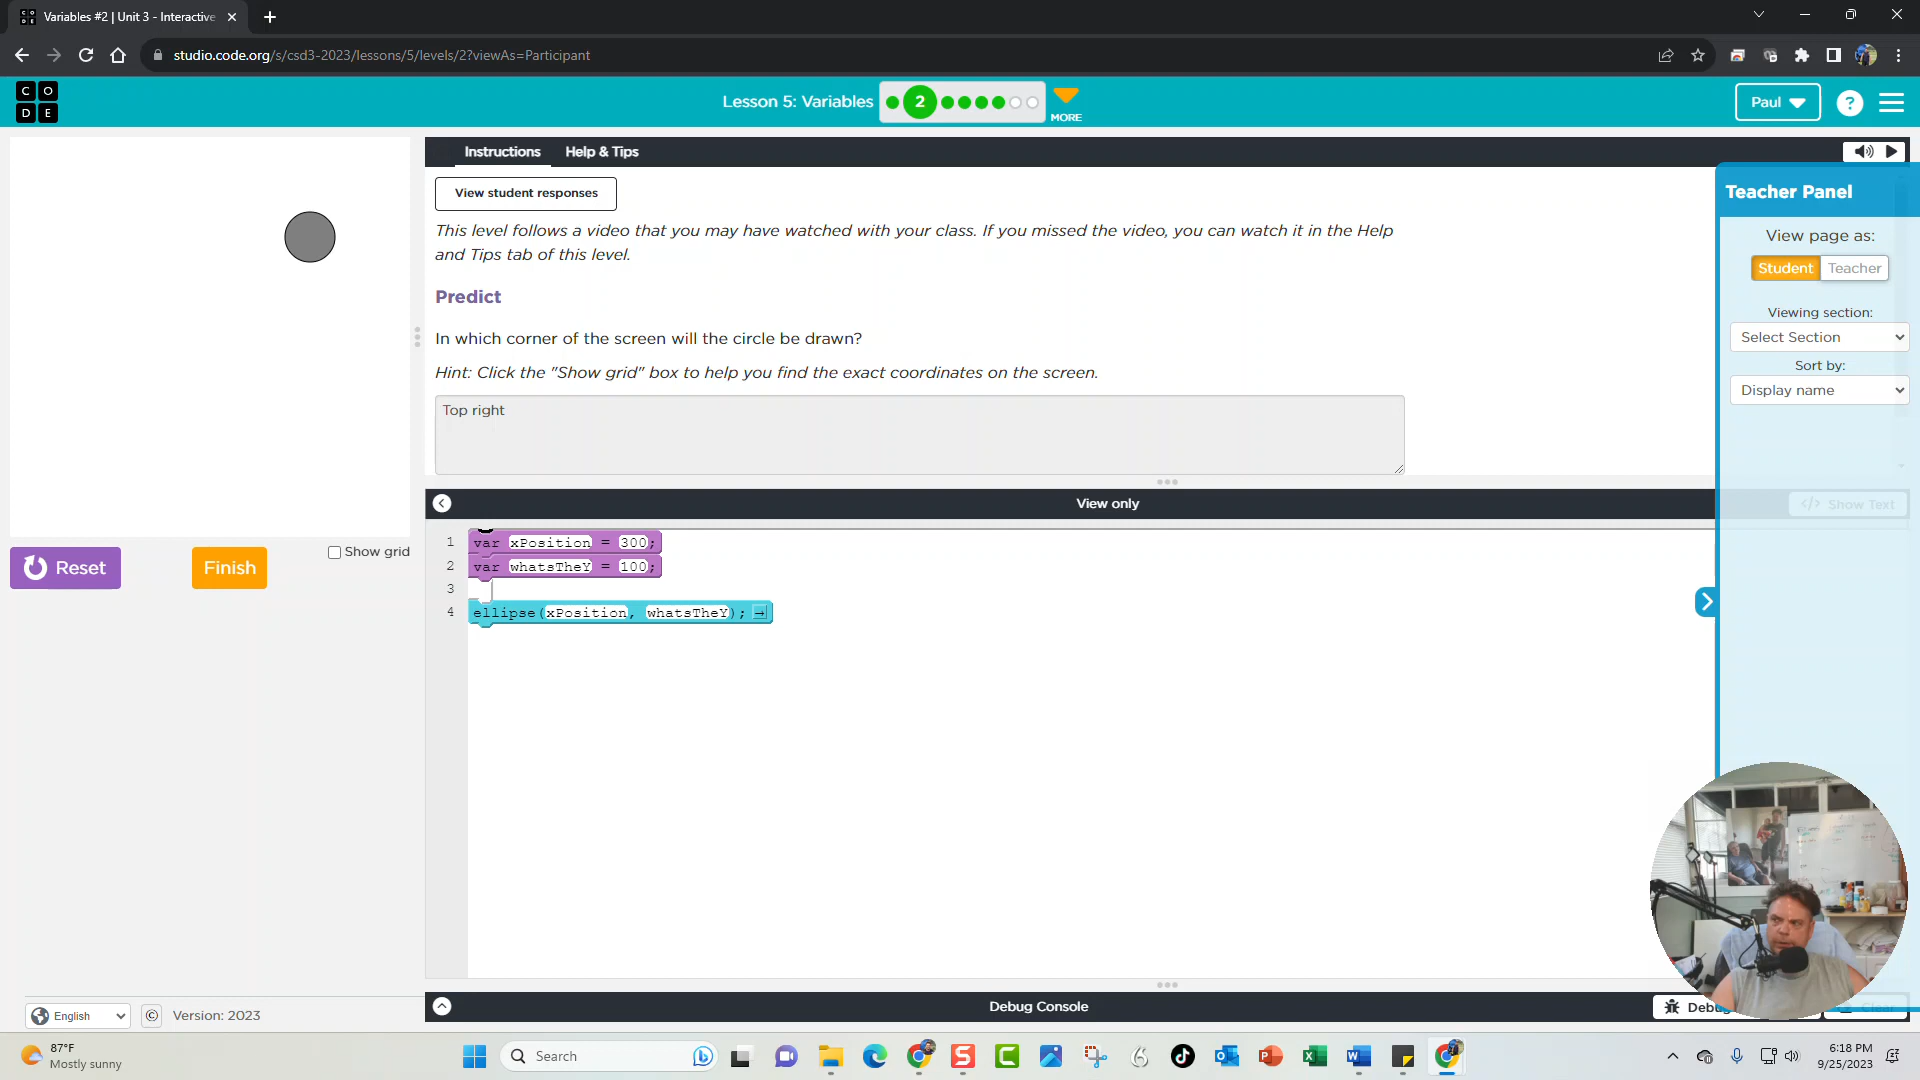 Variables #2 | Unit 3 - Interactive
studio.code.org/s/csd3-2023/lessons/5/levels/2?viewAs=Participant
C O
D E
Lesson 5: Variables
2
MORE
Paul
?
Instructions
Help & Tips
View student responses
This level follows a video that you may have watched with your class. If you missed the video, you can watch it in the Help
and Tips tab of this level.
Predict
In which corner of the screen will the circle be drawn?
Hint: Click the "Show grid" box to help you find the exact coordinates on the screen.
Top right
Teacher Panel
View page as:
Student Teacher
Viewing section:
Select Section
Sort by:
Display name
View only
</> Show Text
1 var xPosition = 300;
2 var whatsTheY = 100;
3
4 ellipse(xPosition, whatsTheY);
Reset
Finish
Show grid
Debug Console
Debug
Clear
English
©
Version: 2023
87°F
Mostly sunny
Search
6:18 PM
9/25/2023